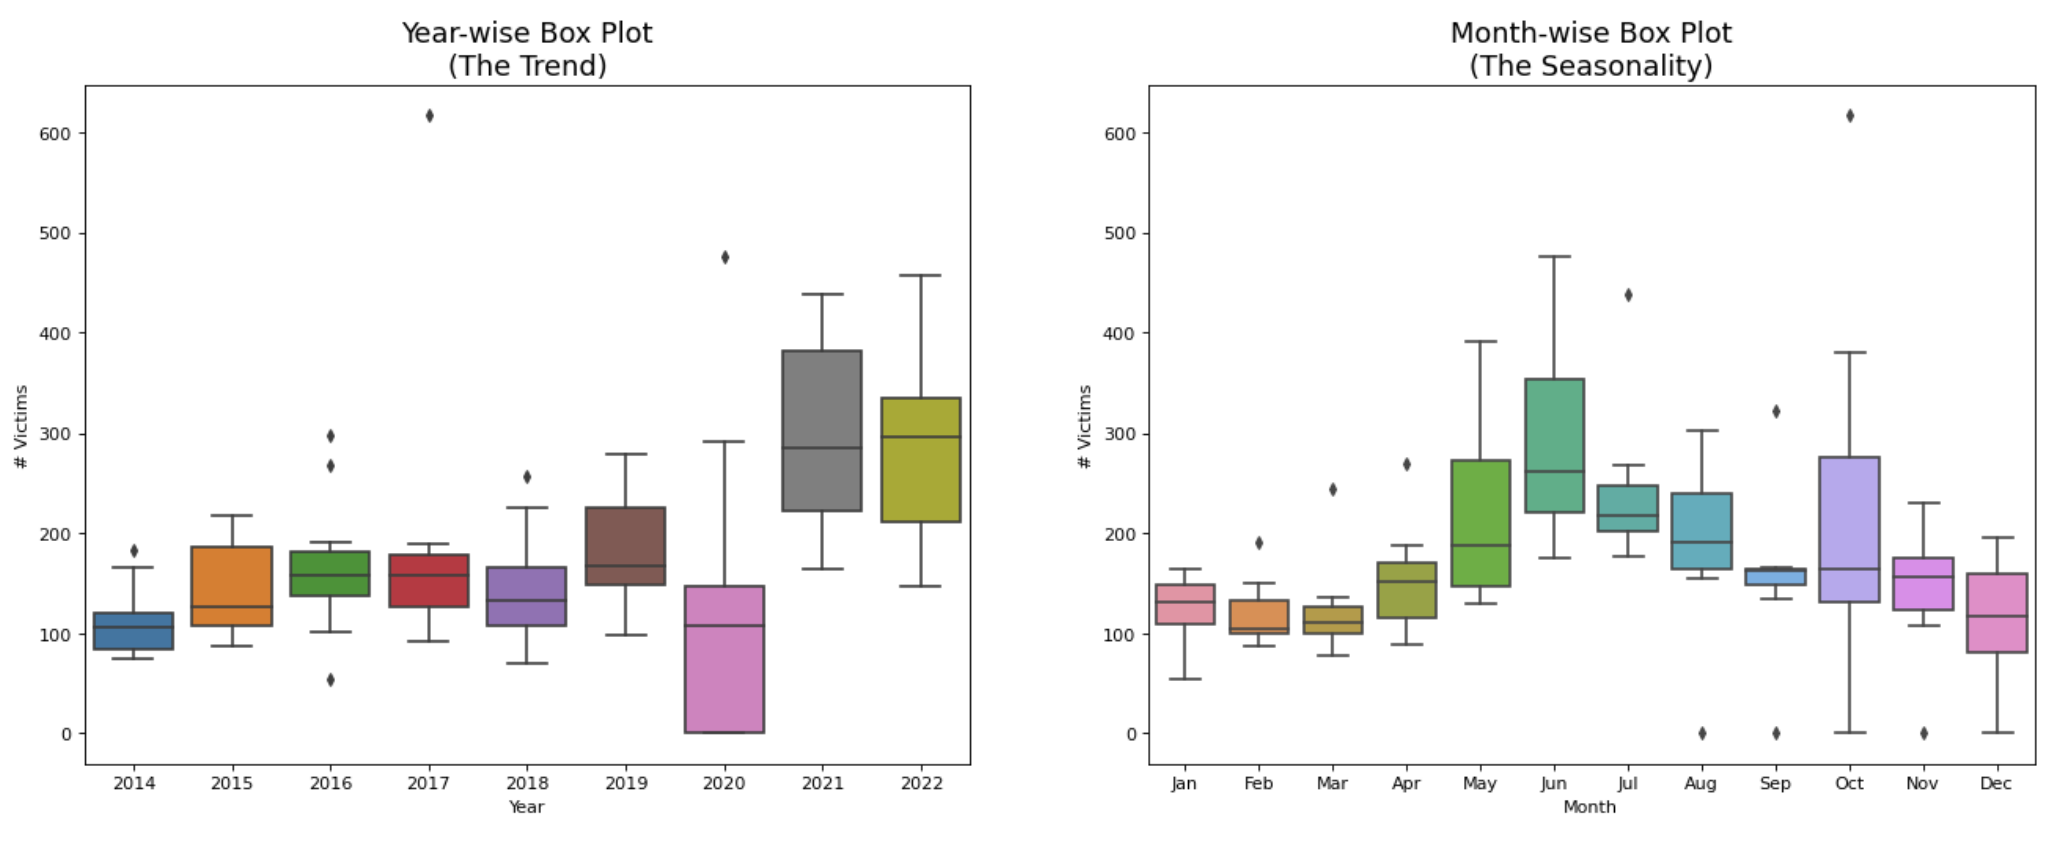 Year-wise Box Plot
(The Trend)
600
500
400
300
200
100
0
# Victims
2014 2015 2016 2017 2018 2019 2020 2021 2022
Year
Month-wise Box Plot
(The Seasonality)
600
500
400
300
200
100
0
# Victims
Jan Feb Mar Apr May Jun Jul Aug Sep Oct Nov Dec
Month